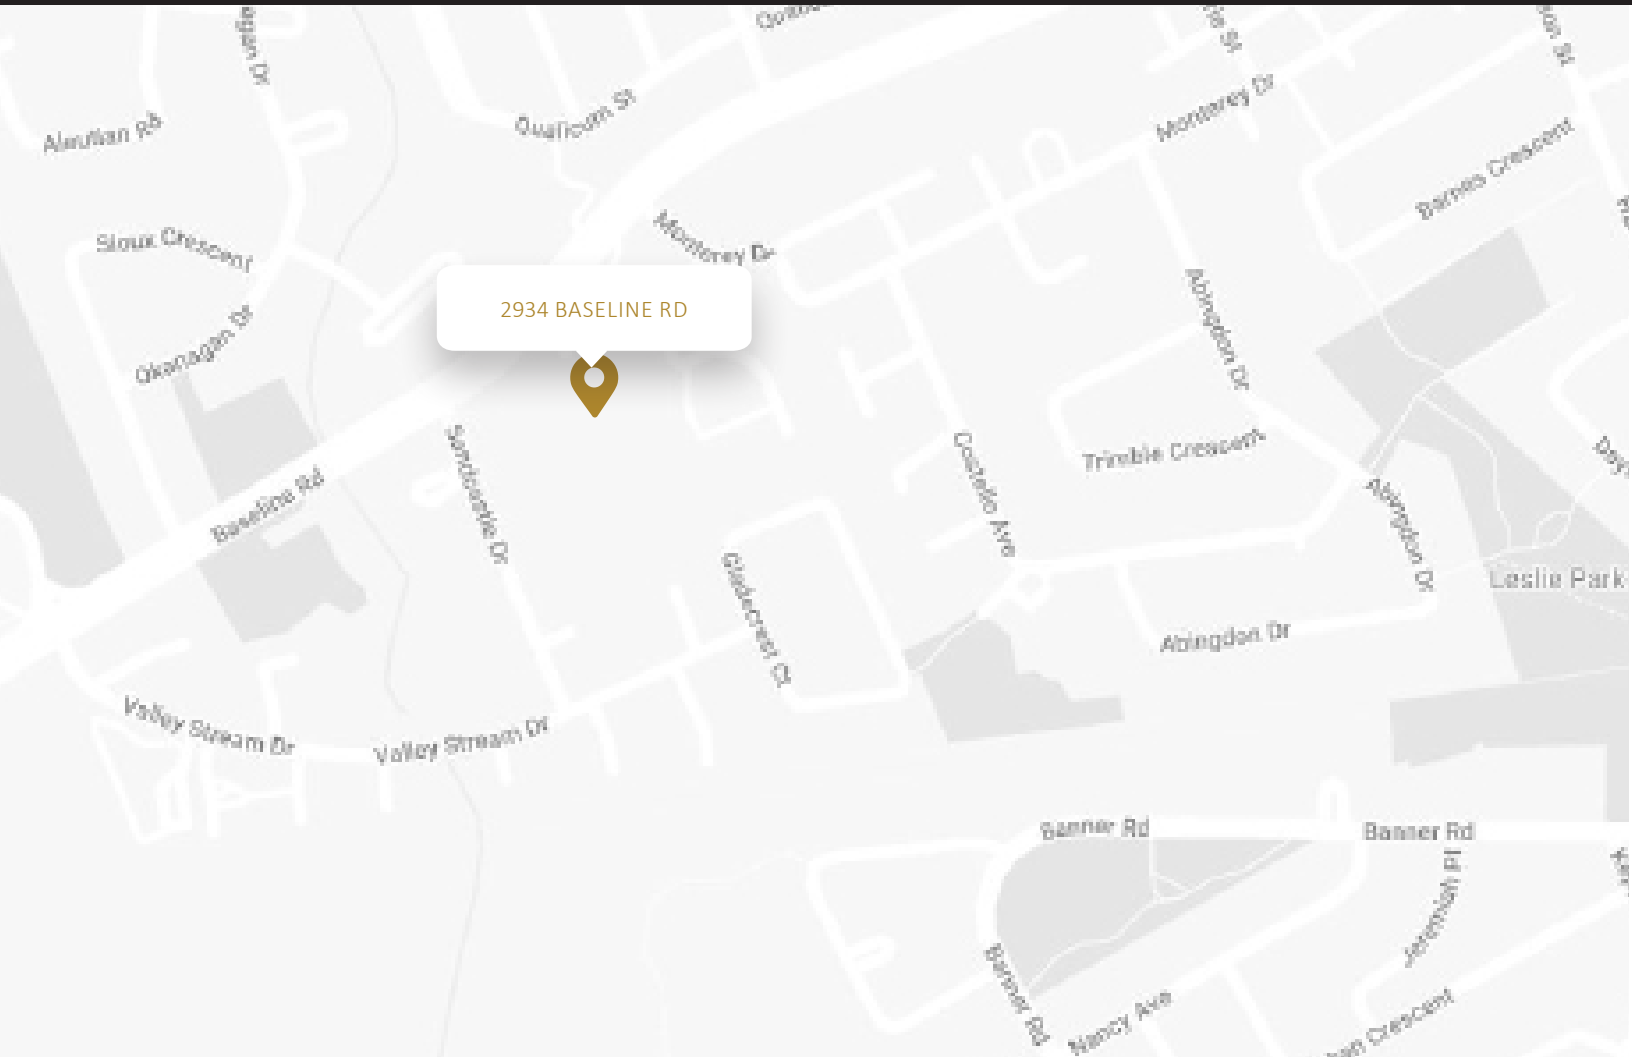 Qualicum St
Aleutian Rd
Monterey Dr
Barnes Crescent
Sioux Crescent
Monterey Dr
2934 BASELINE RD
Okanagan Dr
Abingdon Dr
Baseline Rd
Sandcastle Dr
Costello Ave
Trimble Crescent
Abingdon Dr
Leslie Park
Gladecrest Ct
Abingdon Dr
Valley Stream Dr
Valley Stream Dr
Banner Rd
Banner Rd
Jeremiah Pl
Banner Rd
Nancy Ave
Crescent